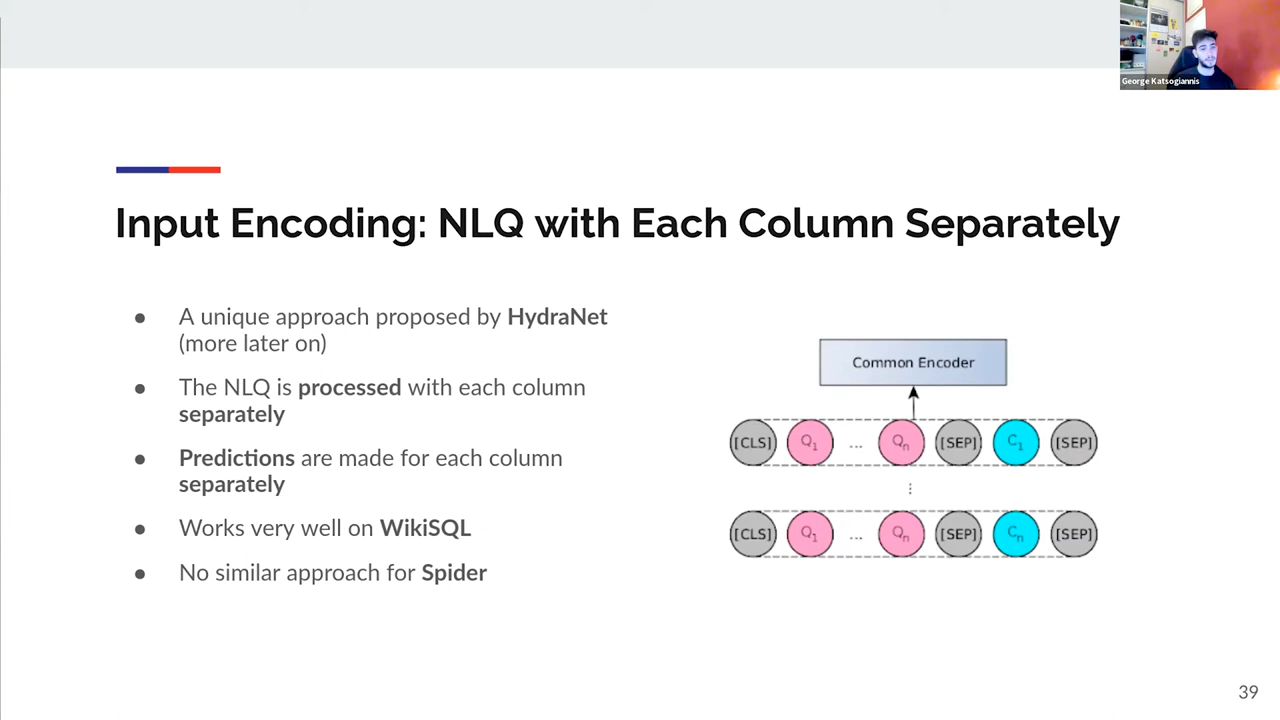 George Katsogiannis
Input Encoding: NLQ with Each Column Separately
● A unique approach proposed by HydraNet
(more later on)
● The NLQ is processed with each column
separately
● Predictions are made for each column
separately
● Works very well on WikiSQL
● No similar approach for Spider
Common Encoder
[CLS] Q1 ... Qn [SEP] C1 [SEP]
⋮
[CLS] Q1 ... Qn [SEP] Cn [SEP]
39